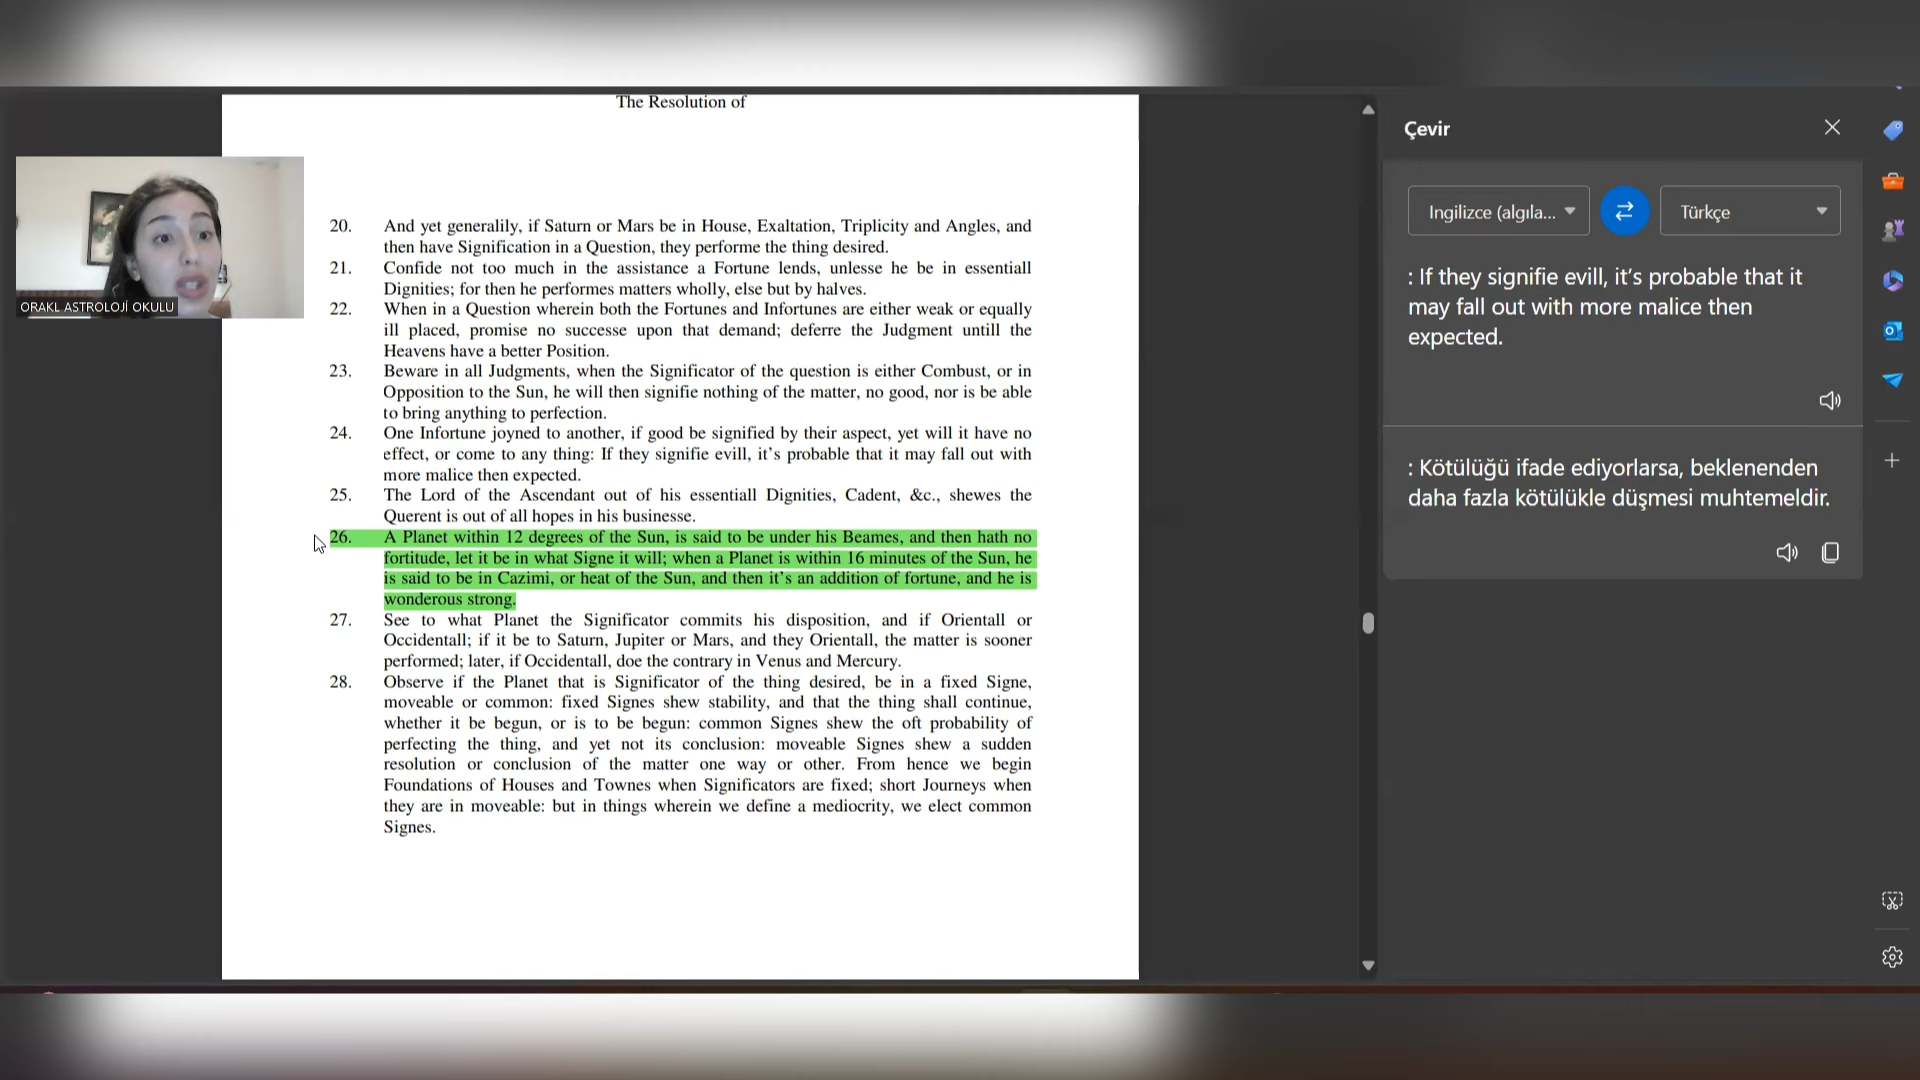 The Resolution of
ORAKL ASTROLOJİ OKULU
20. And yet generalily, if Saturn or Mars be in House, Exaltation, Triplicity and Angles, and
then have Signification in a Question, they performe the thing desired.
21. Confide not too much in the assistance a Fortune lends, unlesse he be in essentiall
Dignities; for then he performes matters wholly, else but by halves.
22. When in a Question wherein both the Fortunes and Infortunes are either weak or equally
ill placed, promise no successe upon that demand; deferre the Judgment untill the
Heavens have a better Position.
23. Beware in all Judgments, when the Significator of the question is either Combust, or in
Opposition to the Sun, he will then signifie nothing of the matter, no good, nor is be able
to bring anything to perfection.
24. One Infortune joyned to another, if good be signified by their aspect, yet will it have no
effect, or come to any thing: If they signifie evill, it's probable that it may fall out with
more malice then expected.
25. The Lord of the Ascendant out of his essentiall Dignities, Cadent, &c., shewes the
Querent is out of all hopes in his businesse.
26. A Planet within 12 degrees of the Sun, is said to be under his Beames, and then hath no
fortitude, let it be in what Signe it will; when a Planet is within 16 minutes of the Sun, he
is said to be in Cazimi, or heat of the Sun, and then it's an addition of fortune, and he is
wonderous strong.
27. See to what Planet the Significator commits his disposition, and if Orientall or
Occidentall; if it be to Saturn, Jupiter or Mars, and they Orientall, the matter is sooner
performed; later, if Occidentall, doe the contrary in Venus and Mercury.
28. Observe if the Planet that is Significator of the thing desired, be in a fixed Signe,
moveable or common: fixed Signes shew stability, and that the thing shall continue,
whether it be begun, or is to be begun: common Signes shew the oft probability of
perfecting the thing, and yet not its conclusion: moveable Signes shew a sudden
resolution or conclusion of the matter one way or other. From hence we begin
Foundations of Houses and Townes when Significators are fixed; short Journeys when
they are in moveable: but in things wherein we define a mediocrity, we elect common
Signes.
Çevir
Ingilizce (algıla...
Türkçe
: If they signifie evill, it's probable that it
may fall out with more malice then
expected.
: Kötülüğü ifade ediyorlarsa, beklenenden
daha fazla kötülükle düşmesi muhtemeldir.